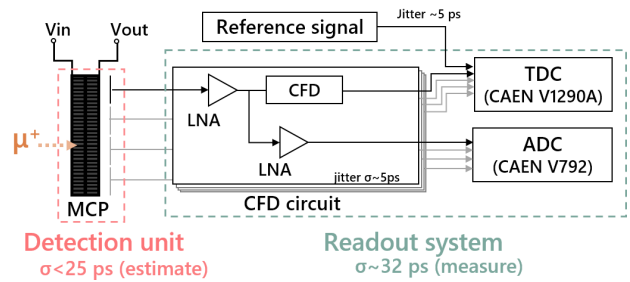 Vin
Vout
Reference signal
Jitter ~5 ps
TDC
(CAEN V1290A)
CFD
LNA
LNA
ADC
(CAEN V792)
μ+
jitter σ~5ps
MCP
CFD circuit
Detection unit
σ<25 ps (estimate)
Readout system
σ~32 ps (measure)